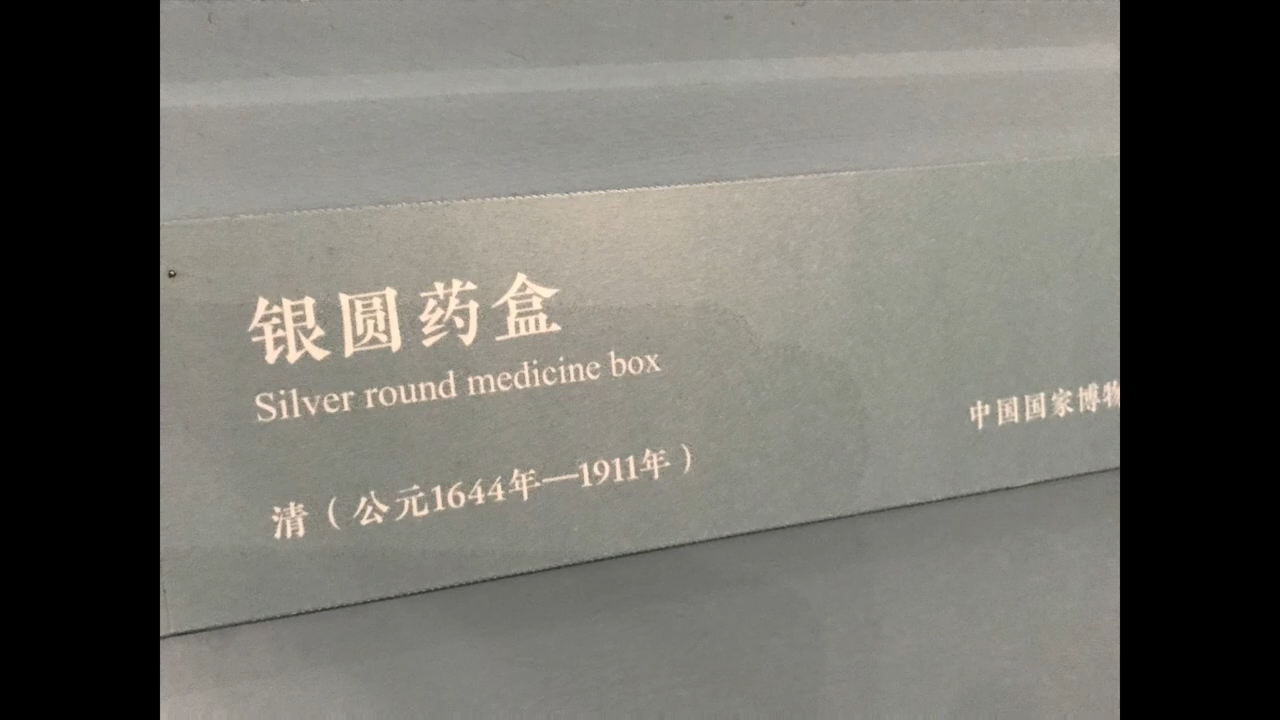 银圆药盒
Silver round medicine box
清（公元1644年—1911年）
中国国家博物